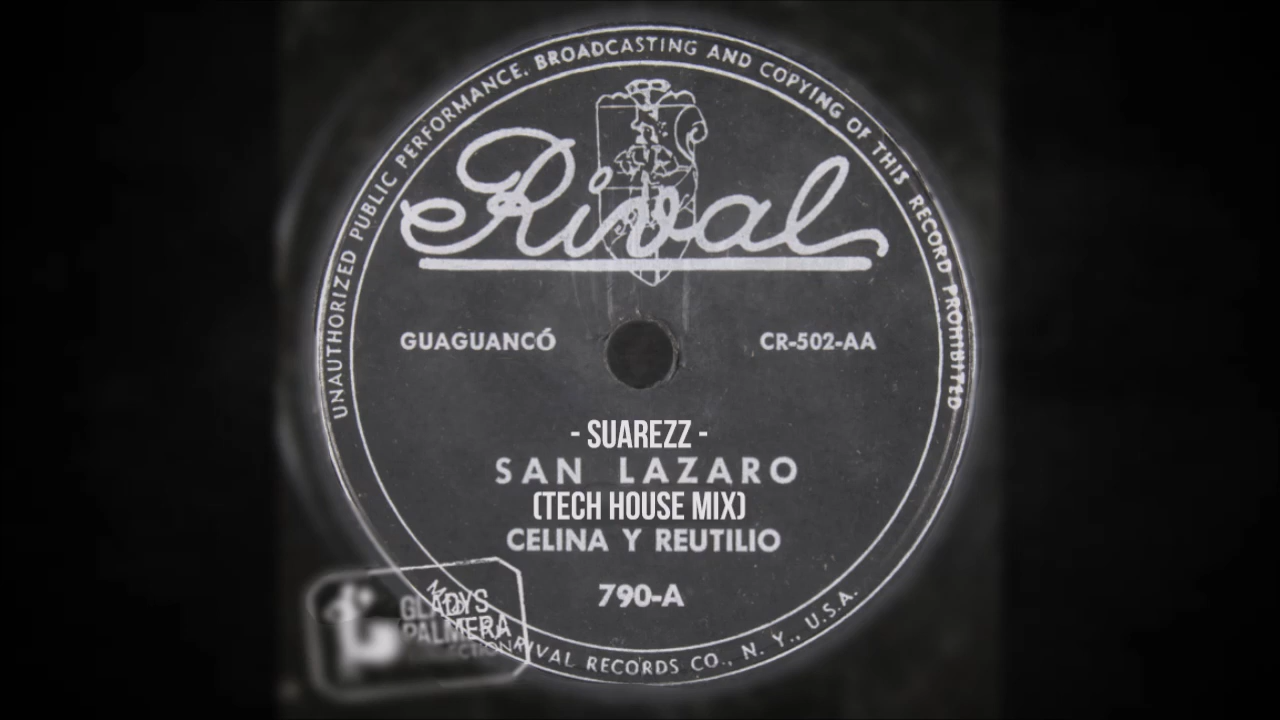 UNAUTHORIZED PUBLIC PERFORMANCE, BROADCASTING AND COPYING OF THIS RECORD PROHIBITED
Rival
GUAGUANCÓ
CR-502-AA
- SUAREZZ -
SAN LAZARO
(TECH HOUSE MIX)
CELINA Y REUTILIO
790-A
GLADYS
PALMERA
RIVAL RECORDS CO., N. Y., U.S.A.